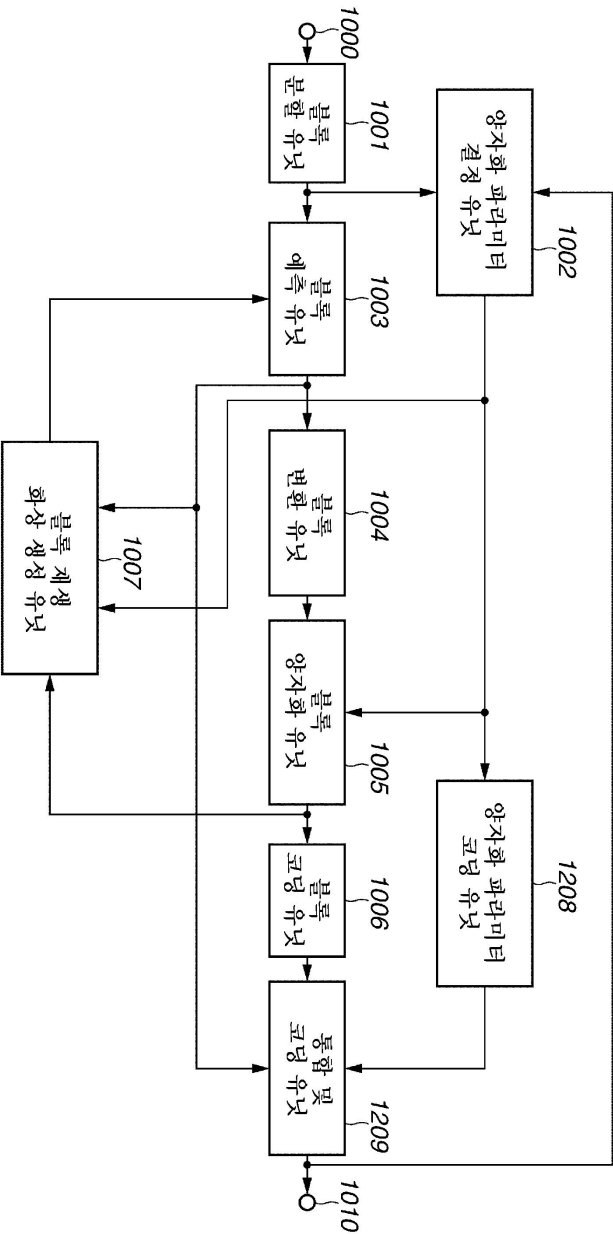 1000
블록
분할 유닛
1001
양자화 파라미터
결정 유닛
1002
블록
예측 유닛
1003
블록
변환 유닛
1004
블록
양자화 유닛
1005
블록
코딩 유닛
1006
블록 재생
화상 생성 유닛
1007
양자화 파라미터
코딩 유닛
1208
통합 및
코딩 유닛
1209
1010